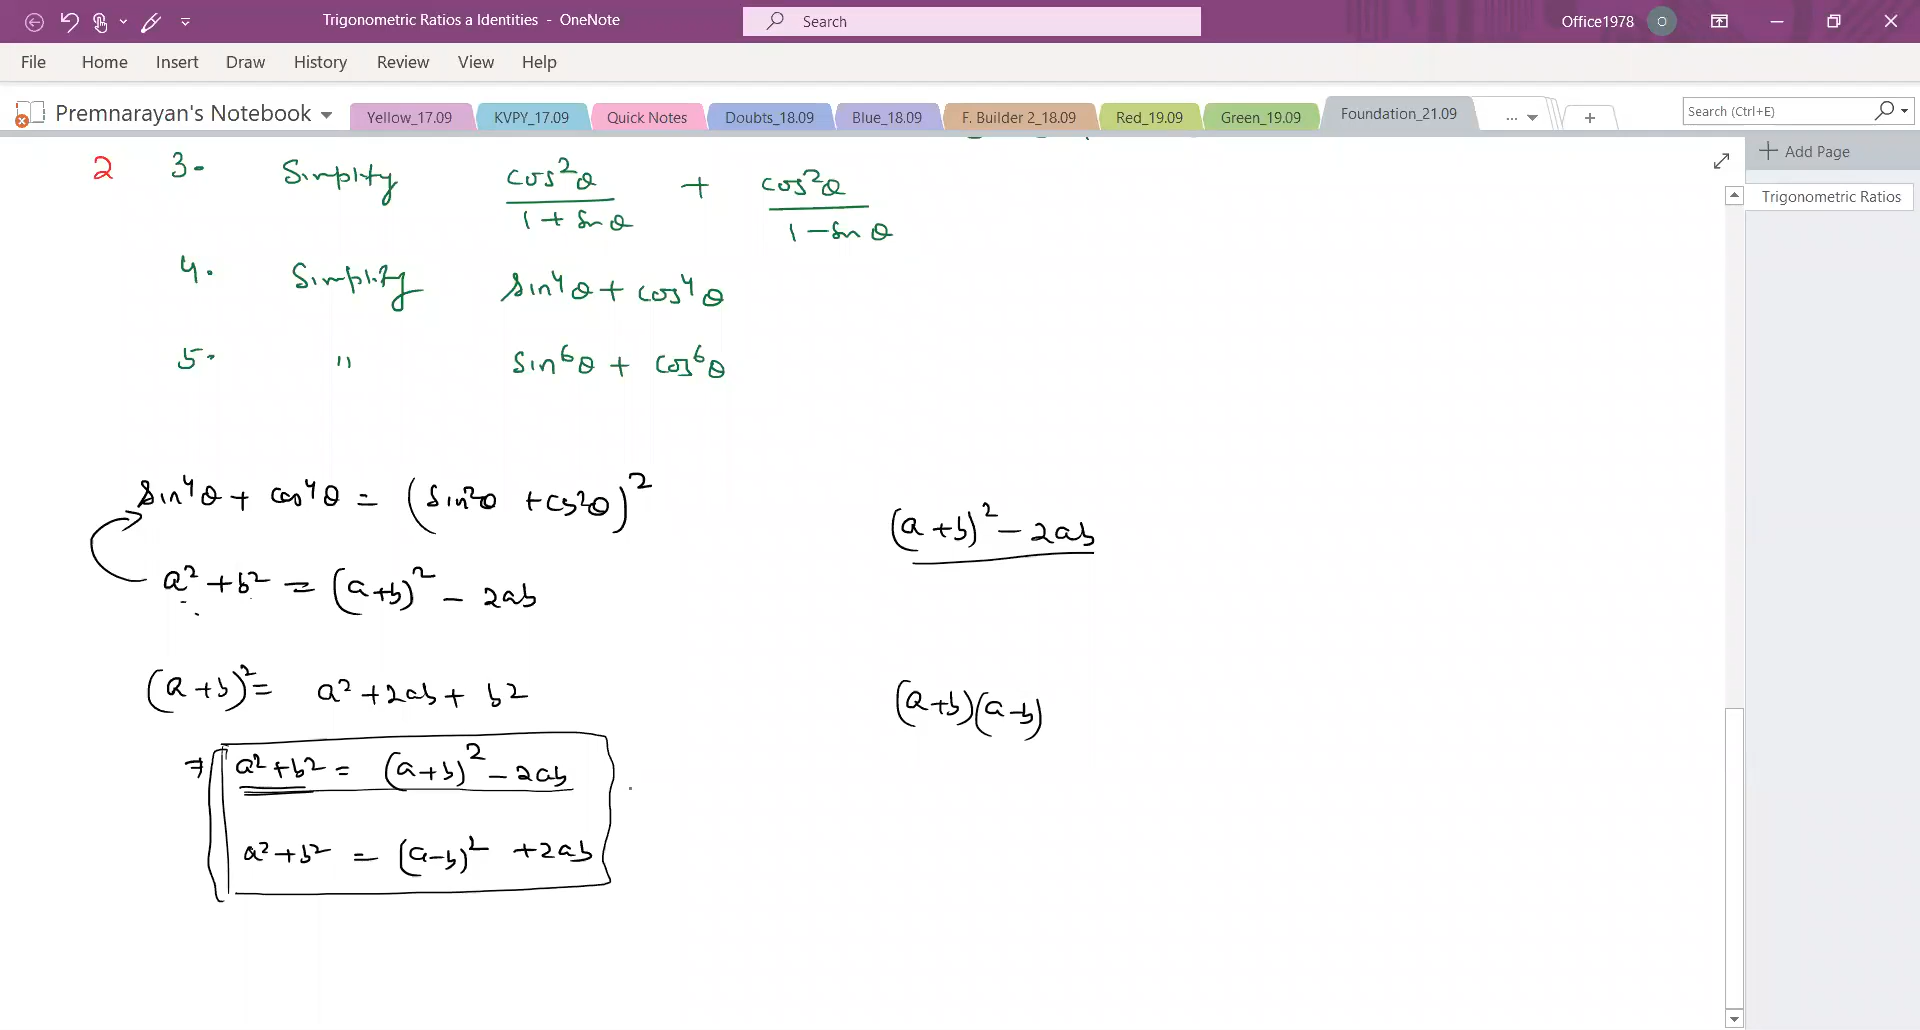 Trigonometric Ratios a Identities - OneNote
Search
Office1978
O
File Home Insert Draw History Review View Help
Premnarayan's Notebook
Yellow_17.09 KVPY_17.09 Quick Notes Doubts_18.09 Blue_18.09 F. Builder 2_18.09 Red_19.09 Green_19.09 Foundation_21.09 ... +
Search (Ctrl+E)
+ Add Page
Trigonometric Ratios
2 3. Simplify cos²θ/(1 + sinθ) + cos²θ/(1 - sinθ)
4. Simplify sin⁴θ + cos⁴θ
5. " sin⁶θ + cos⁶θ
sin⁴θ + cos⁴θ = (sin²θ + cos²θ)²
(a+b)² - 2ab
a² + b² = (a+b)² - 2ab
(a+b)² = a² + 2ab + b²
(a+b)(a-b)
⇒ a² + b² = (a+b)² - 2ab
a² + b² = (a-b)² + 2ab